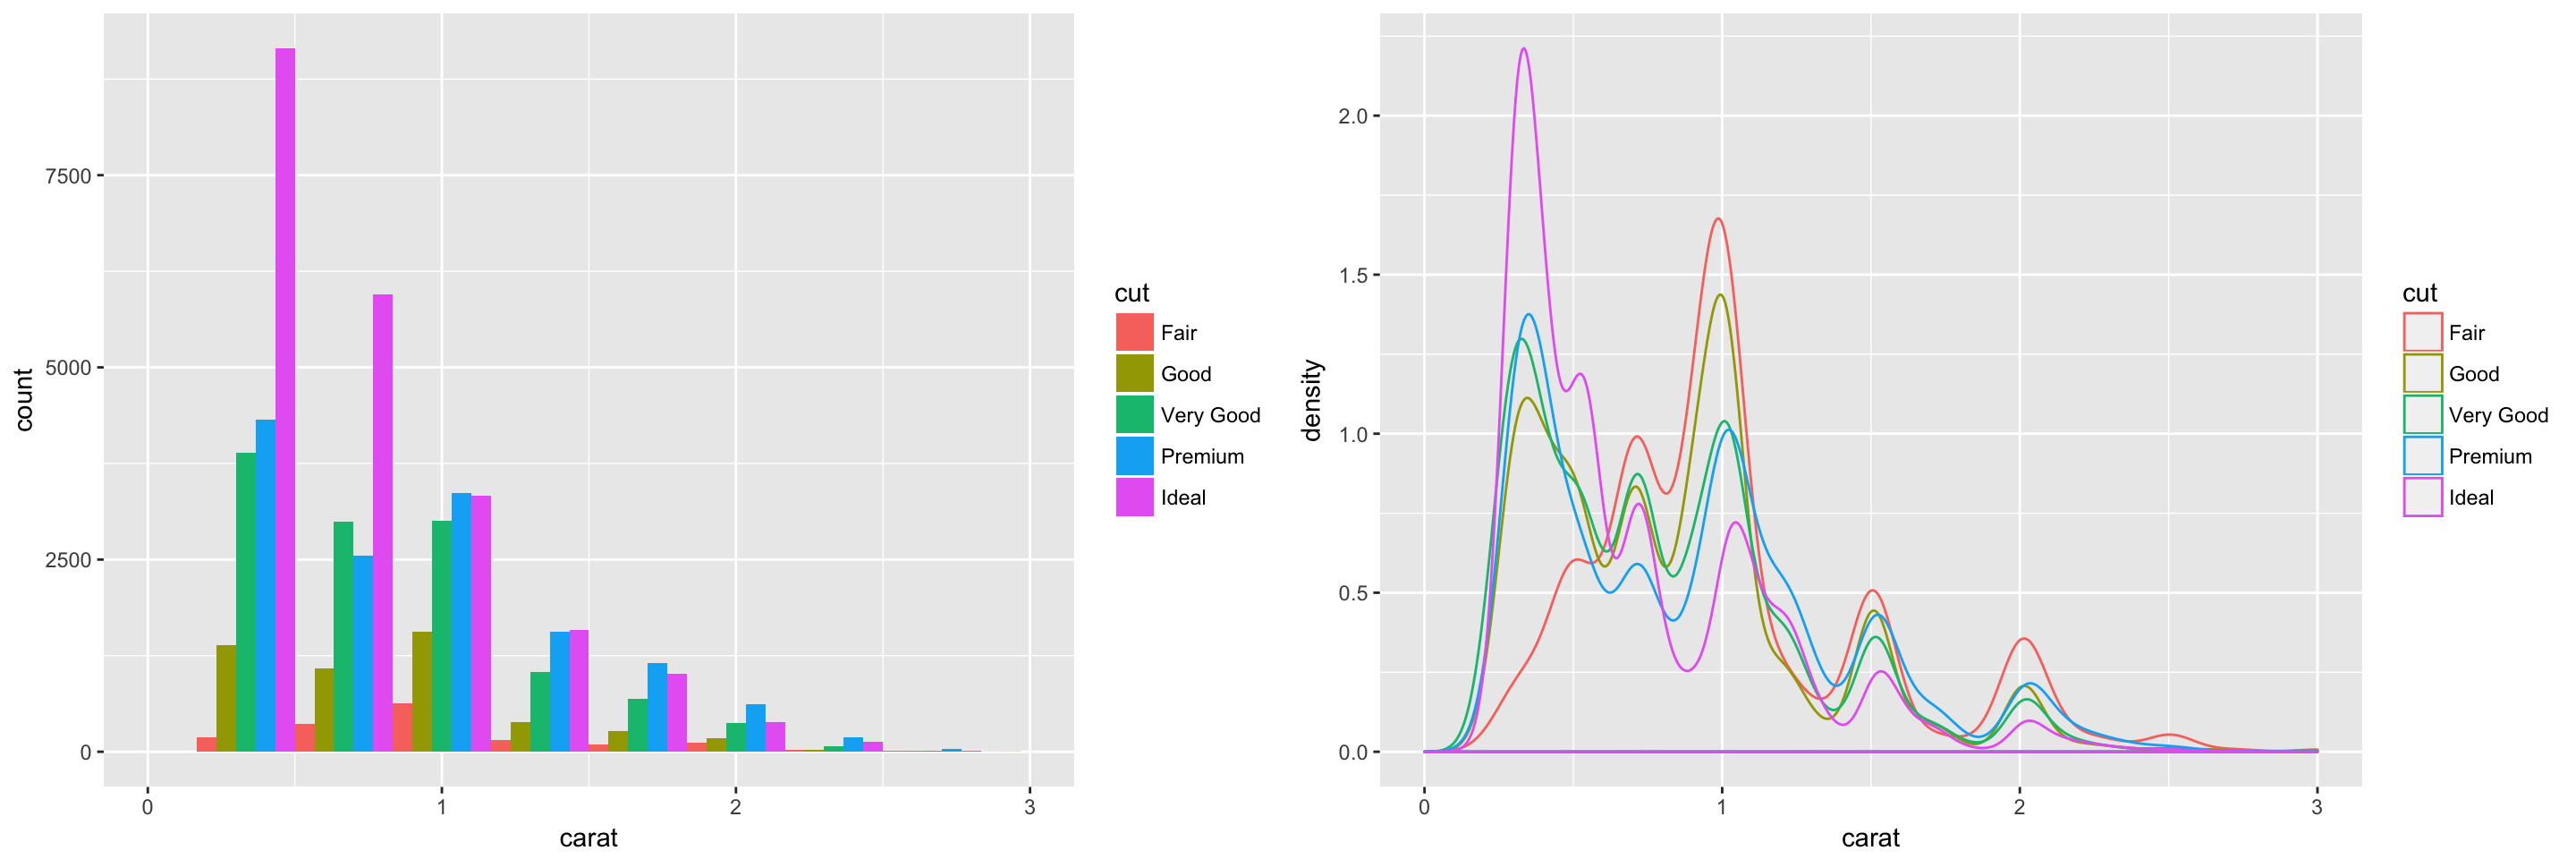 count
7500
5000
2500
0
0 1 2 3
carat
cut
Fair
Good
Very Good
Premium
Ideal
density
2.0
1.5
1.0
0.5
0.0
0 1 2 3
carat
cut
Fair
Good
Very Good
Premium
Ideal